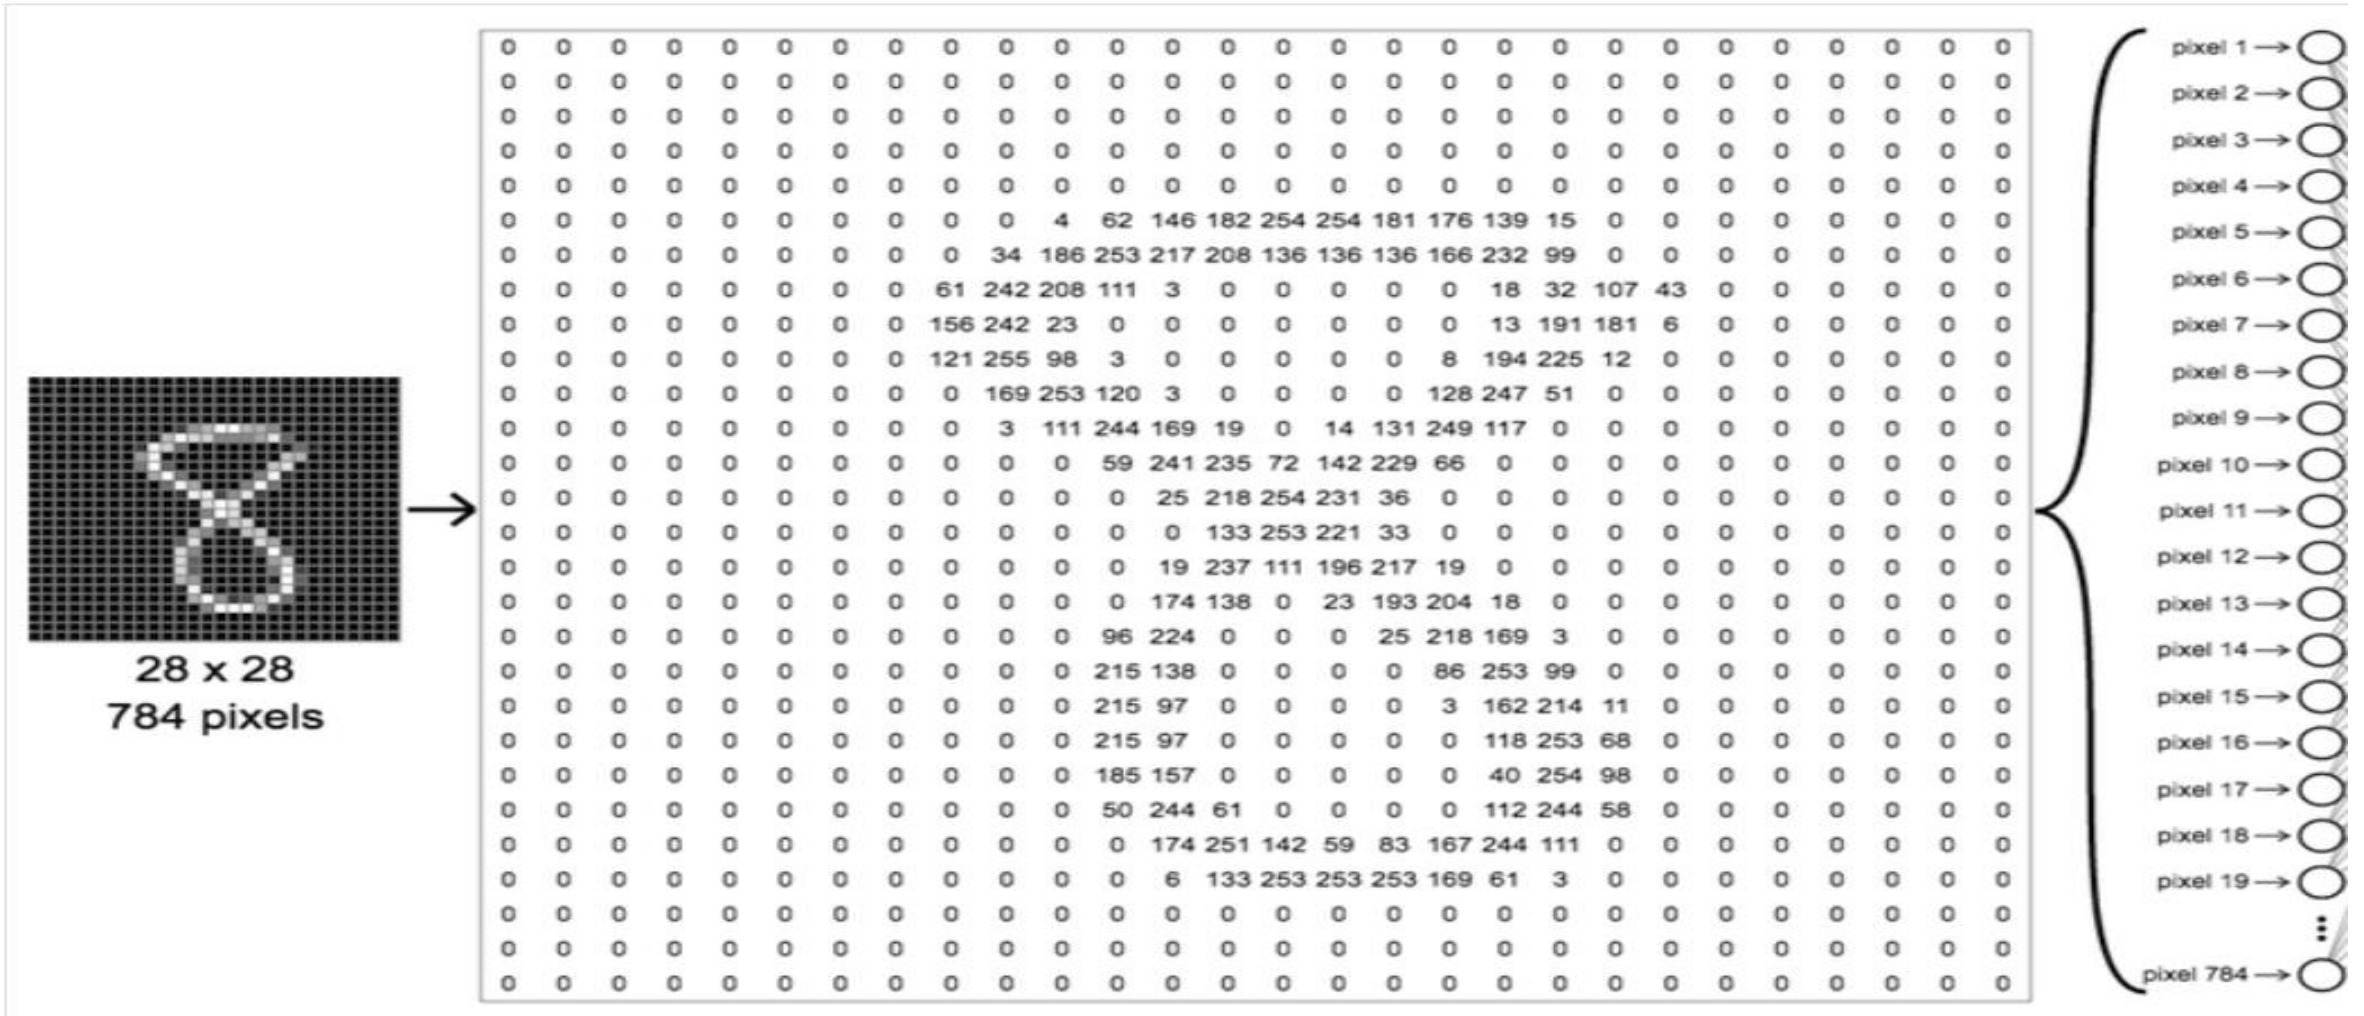 28 x 28
784 pixels
0 0 0 0 0 0 0 0 0 0 0 0 0 0 0 0 0 0 0 0 0 0 0 0 0 0 0 0
0 0 0 0 0 0 0 0 0 0 0 0 0 0 0 0 0 0 0 0 0 0 0 0 0 0 0 0
0 0 0 0 0 0 0 0 0 0 0 0 0 0 0 0 0 0 0 0 0 0 0 0 0 0 0 0
0 0 0 0 0 0 0 0 0 0 0 0 0 0 0 0 0 0 0 0 0 0 0 0 0 0 0 0
0 0 0 0 0 0 0 0 0 0 0 0 0 0 0 0 0 0 0 0 0 0 0 0 0 0 0 0
0 0 0 0 0 0 0 0 0 0 4 62 146 182 254 254 181 176 139 15 0 0 0 0 0 0 0 0
0 0 0 0 0 0 0 0 0 34 186 253 217 208 136 136 136 166 232 99 0 0 0 0 0 0 0 0
0 0 0 0 0 0 0 0 61 242 208 111 3 0 0 0 0 0 18 32 107 43 0 0 0 0 0 0
0 0 0 0 0 0 0 0 156 242 23 0 0 0 0 0 0 0 13 191 181 6 0 0 0 0 0 0
0 0 0 0 0 0 0 0 121 255 98 3 0 0 0 0 0 8 194 225 12 0 0 0 0 0 0 0
0 0 0 0 0 0 0 0 0 169 253 120 3 0 0 0 0 128 247 51 0 0 0 0 0 0 0 0
0 0 0 0 0 0 0 0 0 3 111 244 169 19 0 14 131 249 117 0 0 0 0 0 0 0 0 0
0 0 0 0 0 0 0 0 0 0 0 59 241 235 72 142 229 66 0 0 0 0 0 0 0 0 0 0
0 0 0 0 0 0 0 0 0 0 0 0 25 218 254 231 36 0 0 0 0 0 0 0 0 0 0 0
0 0 0 0 0 0 0 0 0 0 0 0 0 133 253 221 33 0 0 0 0 0 0 0 0 0 0 0
0 0 0 0 0 0 0 0 0 0 0 0 19 237 111 196 217 19 0 0 0 0 0 0 0 0 0 0
0 0 0 0 0 0 0 0 0 0 0 0 174 138 0 23 193 204 18 0 0 0 0 0 0 0 0 0
0 0 0 0 0 0 0 0 0 0 0 96 224 0 0 0 25 218 169 3 0 0 0 0 0 0 0 0
0 0 0 0 0 0 0 0 0 0 0 215 138 0 0 0 0 86 253 99 0 0 0 0 0 0 0 0
0 0 0 0 0 0 0 0 0 0 0 215 97 0 0 0 0 3 162 214 11 0 0 0 0 0 0 0
0 0 0 0 0 0 0 0 0 0 0 215 97 0 0 0 0 0 118 253 68 0 0 0 0 0 0 0
0 0 0 0 0 0 0 0 0 0 0 185 157 0 0 0 0 0 40 254 98 0 0 0 0 0 0 0
0 0 0 0 0 0 0 0 0 0 0 50 244 61 0 0 0 0 112 244 58 0 0 0 0 0 0 0
0 0 0 0 0 0 0 0 0 0 0 0 174 251 142 59 83 167 244 111 0 0 0 0 0 0 0 0
0 0 0 0 0 0 0 0 0 0 0 0 6 133 253 253 253 169 61 3 0 0 0 0 0 0 0 0
0 0 0 0 0 0 0 0 0 0 0 0 0 0 0 0 0 0 0 0 0 0 0 0 0 0 0 0
0 0 0 0 0 0 0 0 0 0 0 0 0 0 0 0 0 0 0 0 0 0 0 0 0 0 0 0
0 0 0 0 0 0 0 0 0 0 0 0 0 0 0 0 0 0 0 0 0 0 0 0 0 0 0 0
pixel 1
pixel 2
pixel 3
pixel 4
pixel 5
pixel 6
pixel 7
pixel 8
pixel 9
pixel 10
pixel 11
pixel 12
pixel 13
pixel 14
pixel 15
pixel 16
pixel 17
pixel 18
pixel 19
pixel 784